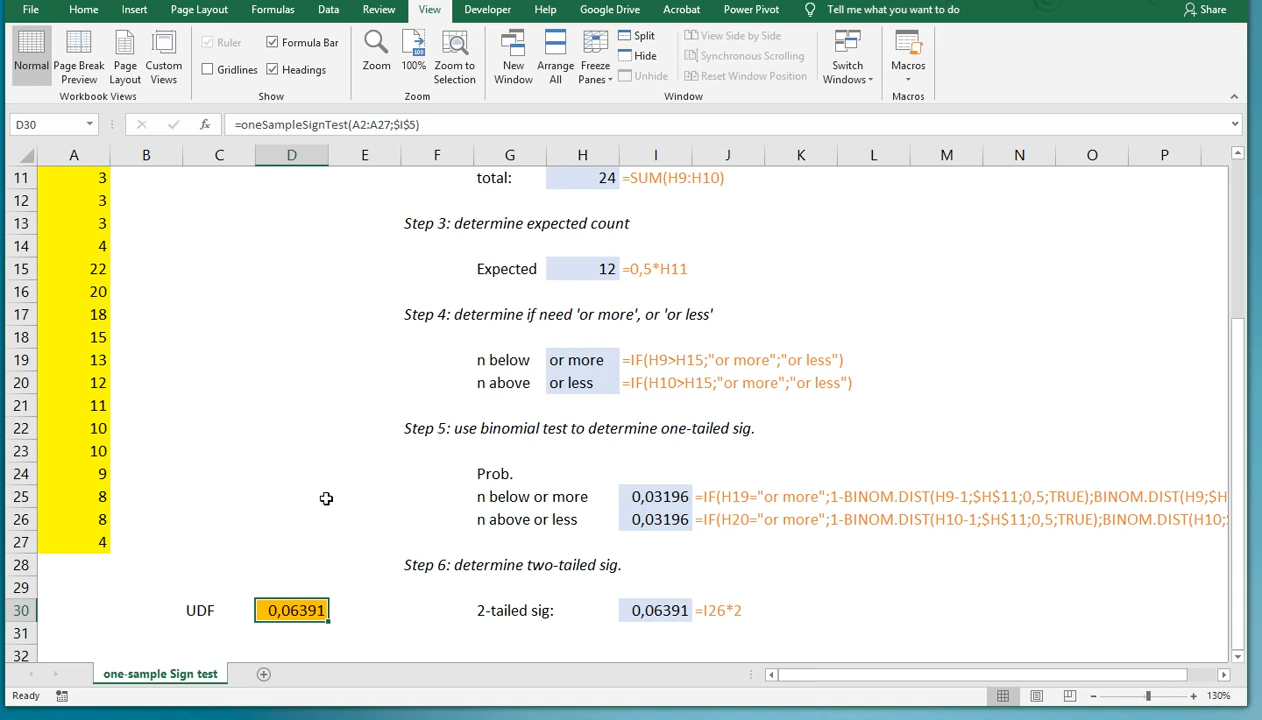 File Home Insert Page Layout Formulas Data Review View Developer Help Google Drive Acrobat Power Pivot Tell me what you want to do Share
Normal Page Break Preview Page Layout Custom Views
Workbook Views
Ruler Formula Bar
Gridlines Headings
Show
Zoom 100% Zoom to Selection
Zoom
New Window Arrange All Freeze Panes
Split
Hide
Unhide
View Side by Side
Synchronous Scrolling
Reset Window Position
Switch Windows
Window
Macros
Macros
D30 fx =oneSampleSignTest(A2:A27;$I$5)
A B C D E F G H I J K L M N O P
11 3 total: 24 =SUM(H9:H10)
12 3
13 3 Step 3: determine expected count
14 4
15 22 Expected 12 =0,5*H11
16 20
17 18 Step 4: determine if need 'or more', or 'or less'
18 15
19 13 n below or more =IF(H9>H15;"or more";"or less")
20 12 n above or less =IF(H10>H15;"or more";"or less")
21 11
22 10 Step 5: use binomial test to determine one-tailed sig.
23 10
24 9 Prob.
25 8 n below or more 0,03196 =IF(H19="or more";1-BINOM.DIST(H9-1;$H$11;0,5;TRUE);BINOM.DIST(H9;$H
26 8 n above or less 0,03196 =IF(H20="or more";1-BINOM.DIST(H10-1;$H$11;0,5;TRUE);BINOM.DIST(H10;
27 4
28 Step 6: determine two-tailed sig.
29
30 UDF 0,06391 2-tailed sig: 0,06391 =I26*2
31
32
one-sample Sign test
Ready 130%